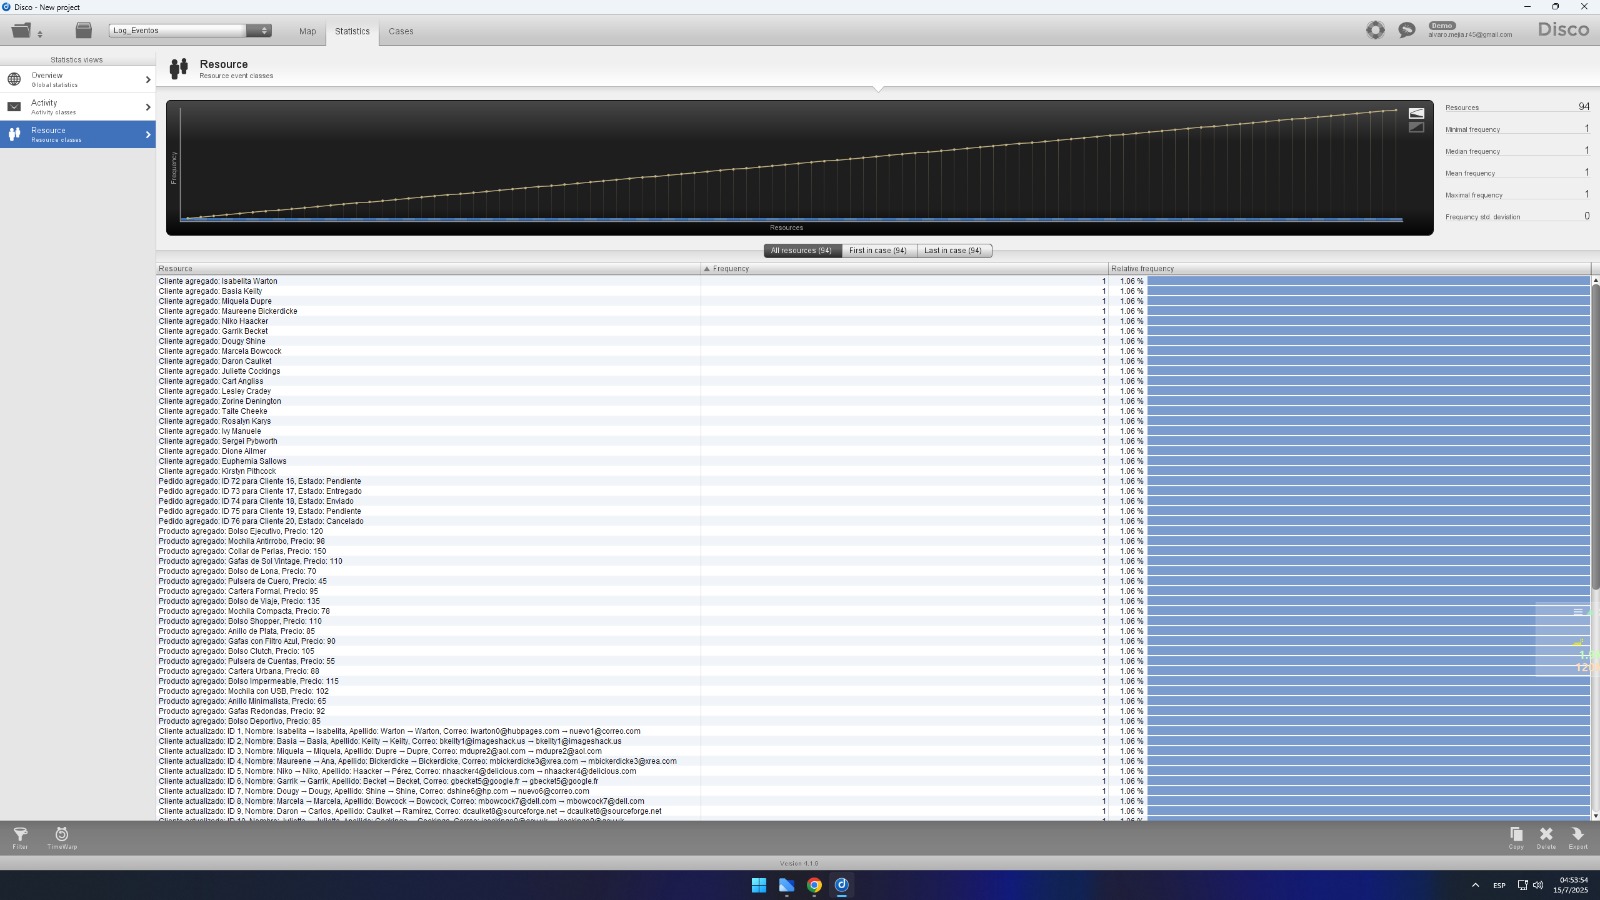 Disco - New project
Log_Eventos
Map
Statistics
Cases
Demo
alvaro.mejia.r45@gmail.com
Disco
Statistics views
Overview
Global statistics
Activity
Activity classes
Resource
Resource classes
Resource
Resource event classes
Frequency
Resources
Resources 94
Minimal frequency 1
Median frequency 1
Mean frequency 1
Maximal frequency 1
Frequency std. deviation 0
All resources (94)
First in case (94)
Last in case (94)
Resource Frequency Relative frequency
Cliente agregado: Isabelita Warton 1 1.06 %
Cliente agregado: Basia Keilty 1 1.06 %
Cliente agregado: Miquela Dupre 1 1.06 %
Cliente agregado: Maureene Bickerdicke 1 1.06 %
Cliente agregado: Niko Haacker 1 1.06 %
Cliente agregado: Garrik Becket 1 1.06 %
Cliente agregado: Dougy Shine 1 1.06 %
Cliente agregado: Marcela Bowcock 1 1.06 %
Cliente agregado: Daron Caulket 1 1.06 %
Cliente agregado: Juliette Cockings 1 1.06 %
Cliente agregado: Cart Angliss 1 1.06 %
Cliente agregado: Lesley Cradey 1 1.06 %
Cliente agregado: Zorine Denington 1 1.06 %
Cliente agregado: Taite Cheeke 1 1.06 %
Cliente agregado: Rosalyn Karys 1 1.06 %
Cliente agregado: Ivy Manuele 1 1.06 %
Cliente agregado: Sergei Pybworth 1 1.06 %
Cliente agregado: Dione Ailmer 1 1.06 %
Cliente agregado: Euphemia Sallows 1 1.06 %
Cliente agregado: Kirstyn Pithcock 1 1.06 %
Pedido agregado: ID 72 para Cliente 16, Estado: Pendiente 1 1.06 %
Pedido agregado: ID 73 para Cliente 17, Estado: Entregado 1 1.06 %
Pedido agregado: ID 74 para Cliente 18, Estado: Enviado 1 1.06 %
Pedido agregado: ID 75 para Cliente 19, Estado: Pendiente 1 1.06 %
Pedido agregado: ID 76 para Cliente 20, Estado: Cancelado 1 1.06 %
Producto agregado: Bolso Ejecutivo, Precio: 120 1 1.06 %
Producto agregado: Mochila Antirrobo, Precio: 98 1 1.06 %
Producto agregado: Collar de Perlas, Precio: 150 1 1.06 %
Producto agregado: Gafas de Sol Vintage, Precio: 110 1 1.06 %
Producto agregado: Bolso de Lona, Precio: 70 1 1.06 %
Producto agregado: Pulsera de Cuero, Precio: 45 1 1.06 %
Producto agregado: Cartera Formal, Precio: 95 1 1.06 %
Producto agregado: Bolso de Viaje, Precio: 135 1 1.06 %
Producto agregado: Mochila Compacta, Precio: 78 1 1.06 %
Producto agregado: Bolso Shopper, Precio: 110 1 1.06 %
Producto agregado: Anillo de Plata, Precio: 85 1 1.06 %
Producto agregado: Gafas con Filtro Azul, Precio: 90 1 1.06 %
Producto agregado: Bolso Clutch, Precio: 105 1 1.06 %
Producto agregado: Pulsera de Cuentas, Precio: 55 1 1.06 %
Producto agregado: Cartera Urbana, Precio: 88 1 1.06 %
Producto agregado: Bolso Impermeable, Precio: 115 1 1.06 %
Producto agregado: Mochila con USB, Precio: 102 1 1.06 %
Producto agregado: Anillo Minimalista, Precio: 65 1 1.06 %
Producto agregado: Gafas Redondas, Precio: 92 1 1.06 %
Producto agregado: Bolso Deportivo, Precio: 85 1 1.06 %
Cliente actualizado: ID 1, Nombre: Isabelita → Isabelita, Apellido: Warton → Warton, Correo: iwarton0@hubpages.com → nuevo1@correo.com 1 1.06 %
Cliente actualizado: ID 2, Nombre: Basia → Basia, Apellido: Keilty → Keilty, Correo: bkeilty1@imageshack.us → bkeilty1@imageshack.us 1 1.06 %
Cliente actualizado: ID 3, Nombre: Miquela → Miquela, Apellido: Dupre → Dupre, Correo: mdupre2@aol.com → mdupre2@aol.com 1 1.06 %
Cliente actualizado: ID 4, Nombre: Maureene → Ana, Apellido: Bickerdicke → Bickerdicke, Correo: mbickerdicke3@xrea.com → mbickerdicke3@xrea.com 1 1.06 %
Cliente actualizado: ID 5, Nombre: Niko → Niko, Apellido: Haacker → Pérez, Correo: nhaacker4@delicious.com → nhaacker4@delicious.com 1 1.06 %
Cliente actualizado: ID 6, Nombre: Garrik → Garrik, Apellido: Becket → Becket, Correo: gbecket5@google.fr → gbecket5@google.fr 1 1.06 %
Cliente actualizado: ID 7, Nombre: Dougy → Dougy, Apellido: Shine → Shine, Correo: dshine6@hp.com → nuevo6@correo.com 1 1.06 %
Cliente actualizado: ID 8, Nombre: Marcela → Marcela, Apellido: Bowcock → Bowcock, Correo: mbowcock7@dell.com → mbowcock7@dell.com 1 1.06 %
Cliente actualizado: ID 9, Nombre: Daron → Carlos, Apellido: Caulket → Ramírez, Correo: dcaulket8@sourceforge.net → dcaulket8@sourceforge.net 1 1.06 %
Filter
TimeWarp
Copy
Delete
Export
Version 4.1.6
ESP
04:53:54
15/7/2025